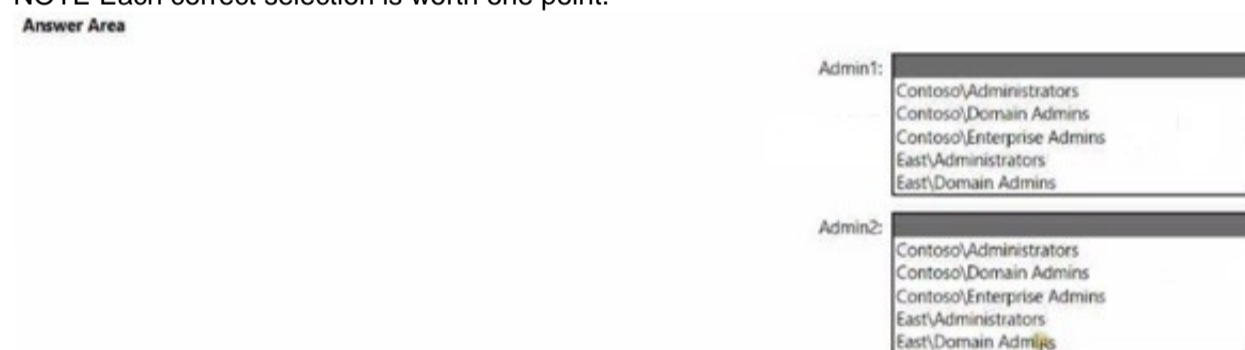 NOTE Each correct selection is worth one point.
Answer Area
Admin1:
Contoso\Administrators
Contoso\Domain Admins
Contoso\Enterprise Admins
East\Administrators
East\Domain Admins
Admin2:
Contoso\Administrators
Contoso\Domain Admins
Contoso\Enterprise Admins
East\Administrators
East\Domain Admins